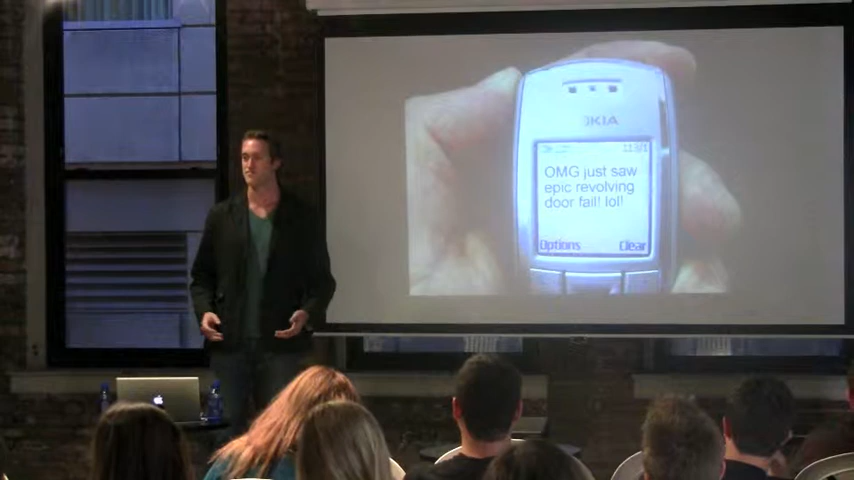 OKIA
OMG just saw
epic revolving
door fail! lol!
Options
Clear